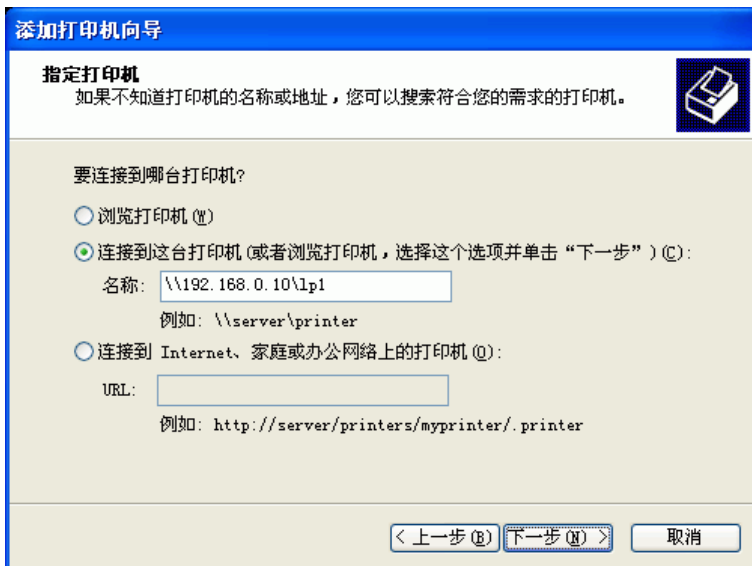 添加打印机向导
指定打印机
如果不知道打印机的名称或地址，您可以搜索符合您的需求的打印机。
要连接到哪台打印机?
浏览打印机(W)
连接到这台打印机(或者浏览打印机，选择这个选项并单击“下一步”)(C):
名称: \\192.168.0.10\lp1
例如: \\server\printer
连接到 Internet、家庭或办公网络上的打印机(O):
URL:
例如: http://server/printers/myprinter/.printer
< 上一步(B) 下一步(N) > 取消